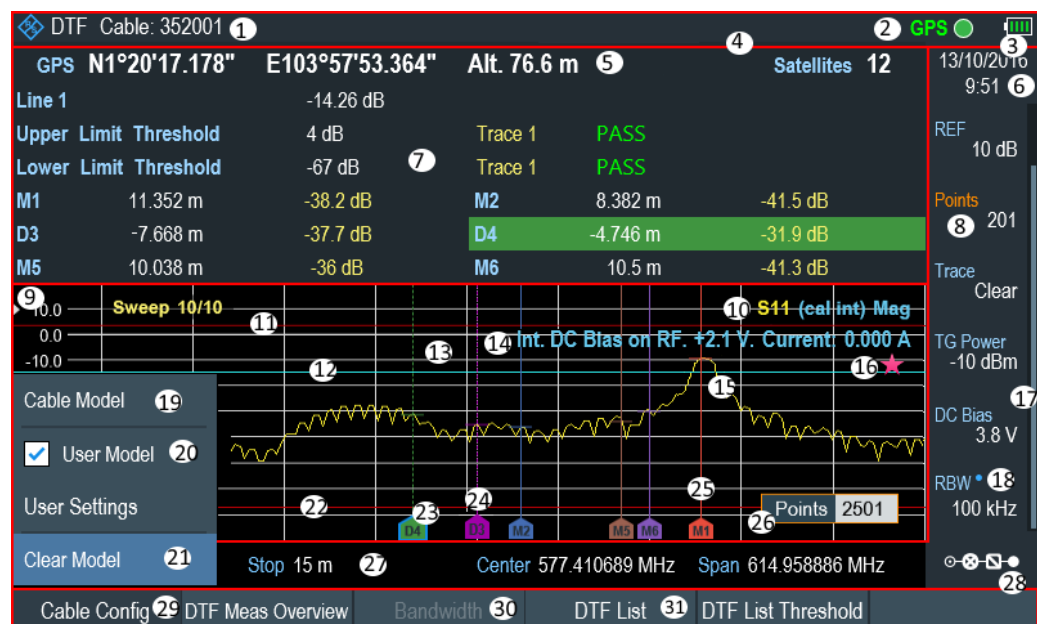 DTF Cable: 352001 1 2 GPS
3
4
GPS N1°20'17.178" E103°57'53.364" Alt. 76.6 m 5 Satellites 12 13/10/2016
9:51 6
Line 1 -14.26 dB
Upper Limit Threshold 4 dB Trace 1 PASS REF
10 dB
Lower Limit Threshold -67 dB 7 Trace 1 PASS
M1 11.352 m -38.2 dB M2 8.382 m -41.5 dB Points
8 201
D3 -7.668 m -37.7 dB D4 -4.746 m -31.9 dB
M5 10.038 m -36 dB M6 10.5 m -41.3 dB Trace
Clear
9 10.0 Sweep 10/10 10 S11 (cal int) Mag
11
0.0 13 14 Int. DC Bias on RF. +2.1 V. Current: 0.000 A TG Power
-10.0 12 16 -10 dBm
15 17
Cable Model 19 DC Bias
3.8 V
User Model 20
RBW 18
User Settings 22 23 24 25 26 Points 2501 100 kHz
D4 D3 M2 M5 M6 M1
Clear Model 21 Stop 15 m 27 Center 577.410689 MHz Span 614.958886 MHz
28
Cable Config 29 DTF Meas Overview Bandwidth 30 DTF List 31 DTF List Threshold